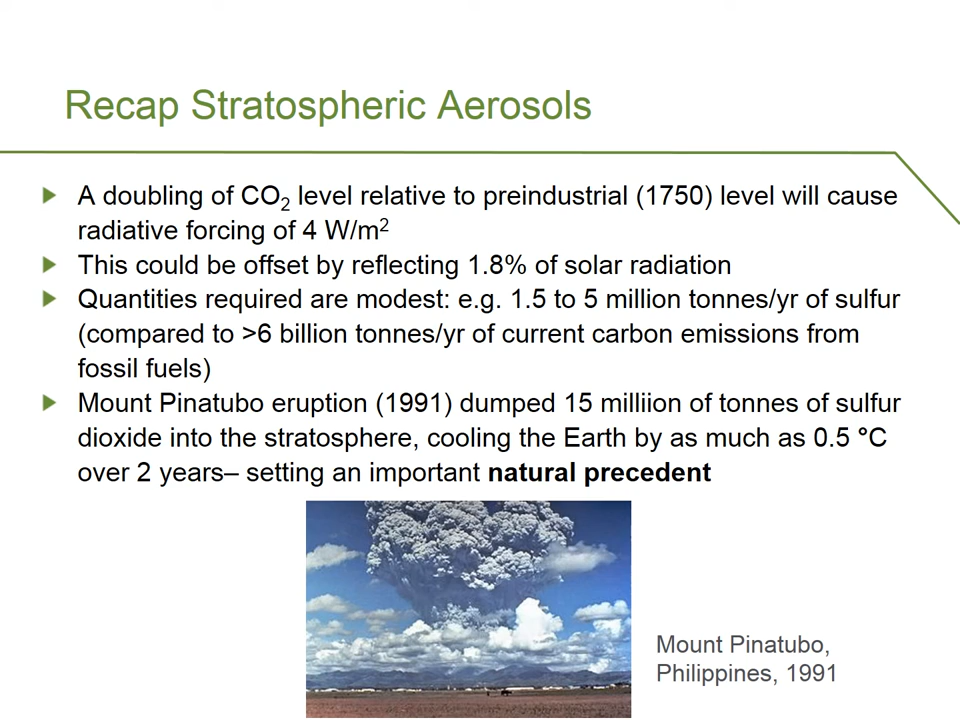 Recap Stratospheric Aerosols
A doubling of CO2 level relative to preindustrial (1750) level will cause
radiative forcing of 4 W/m2
This could be offset by reflecting 1.8% of solar radiation
Quantities required are modest: e.g. 1.5 to 5 million tonnes/yr of sulfur
(compared to >6 billion tonnes/yr of current carbon emissions from
fossil fuels)
Mount Pinatubo eruption (1991) dumped 15 milliion of tonnes of sulfur
dioxide into the stratosphere, cooling the Earth by as much as 0.5 °C
over 2 years– setting an important natural precedent
Mount Pinatubo,
Philippines, 1991